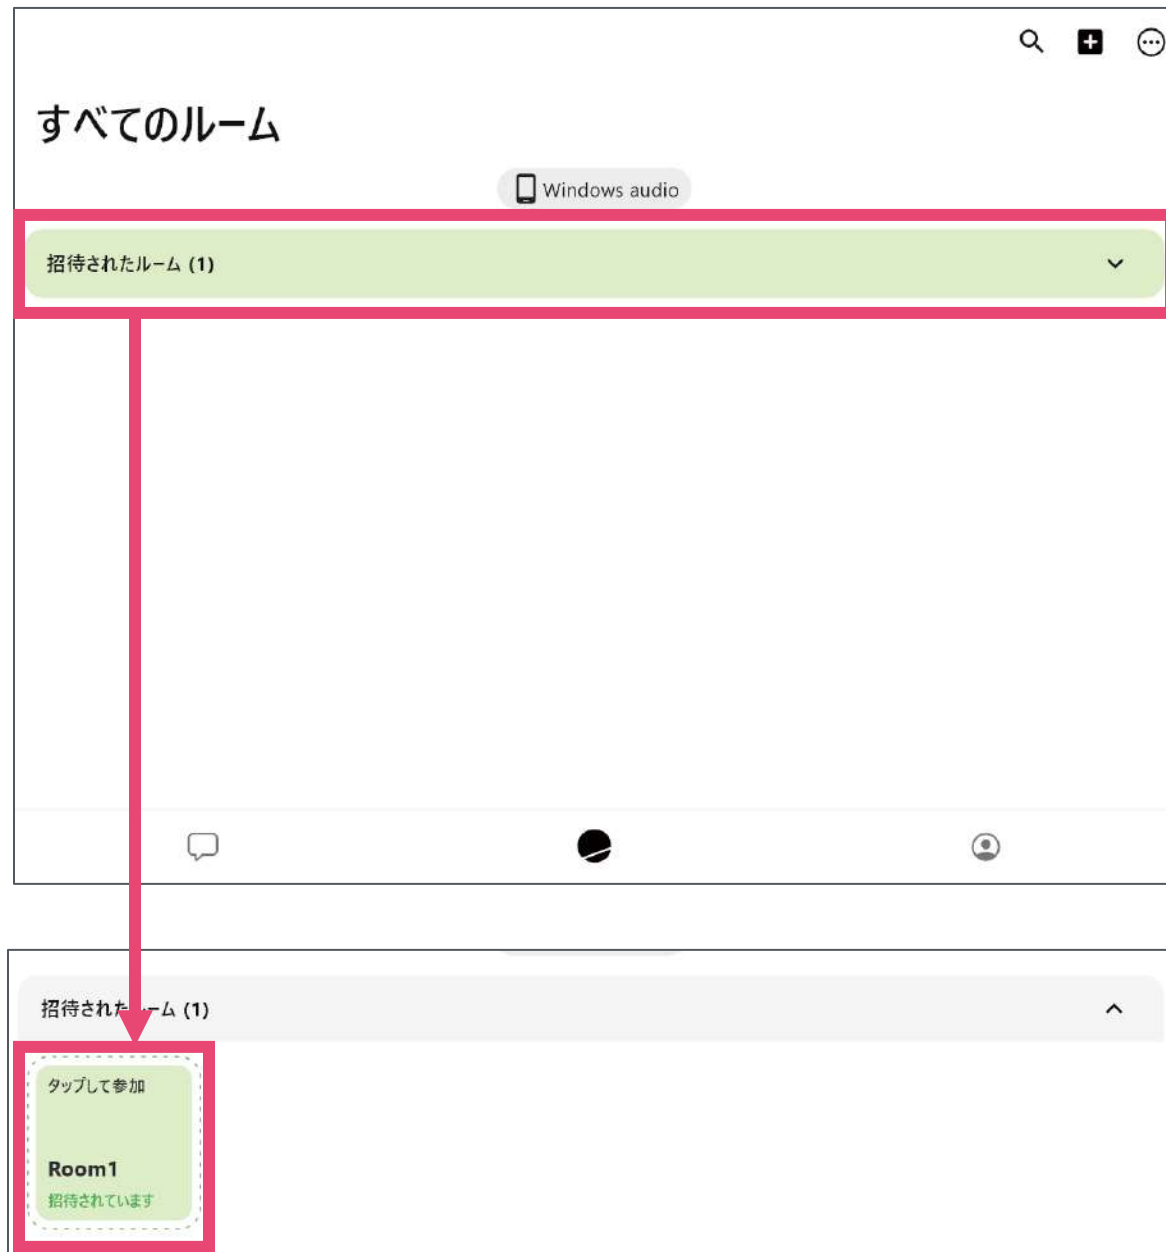 すべてのルーム
Windows audio
招待されたルーム (1)
招待されたルーム (1)
タップして参加
Room1
招待されています